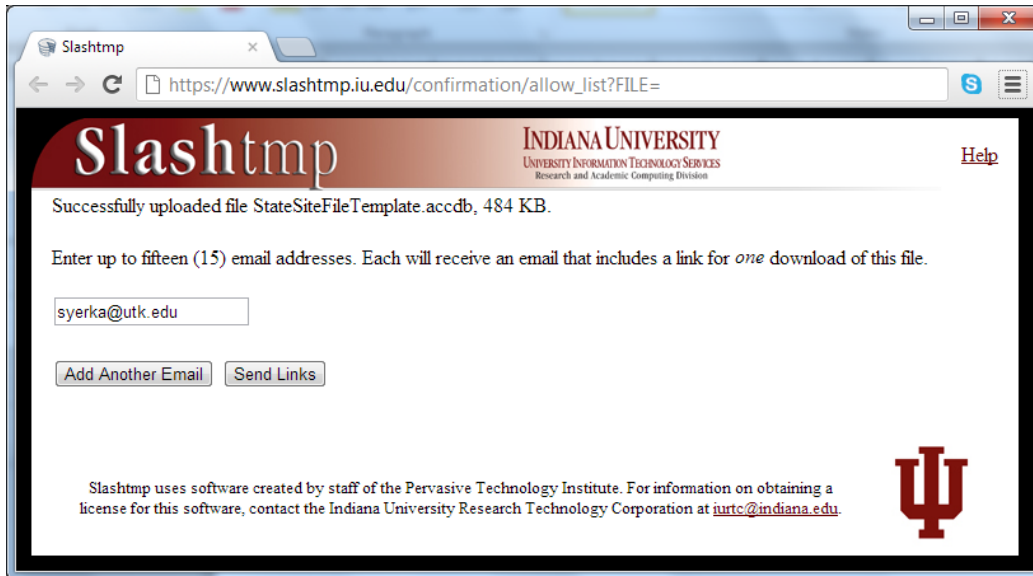 Slashtmp
https://www.slashtmp.iu.edu/confirmation/allow_list?FILE=
Slashtmp
INDIANA UNIVERSITY
UNIVERSITY INFORMATION TECHNOLOGY SERVICES
Research and Academic Computing Division
Help
Successfully uploaded file StateSiteFileTemplate.accdb, 484 KB.
Enter up to fifteen (15) email addresses. Each will receive an email that includes a link for one download of this file.
syerka@utk.edu
Add Another Email Send Links
Slashtmp uses software created by staff of the Pervasive Technology Institute. For information on obtaining a
license for this software, contact the Indiana University Research Technology Corporation at iurtc@indiana.edu.